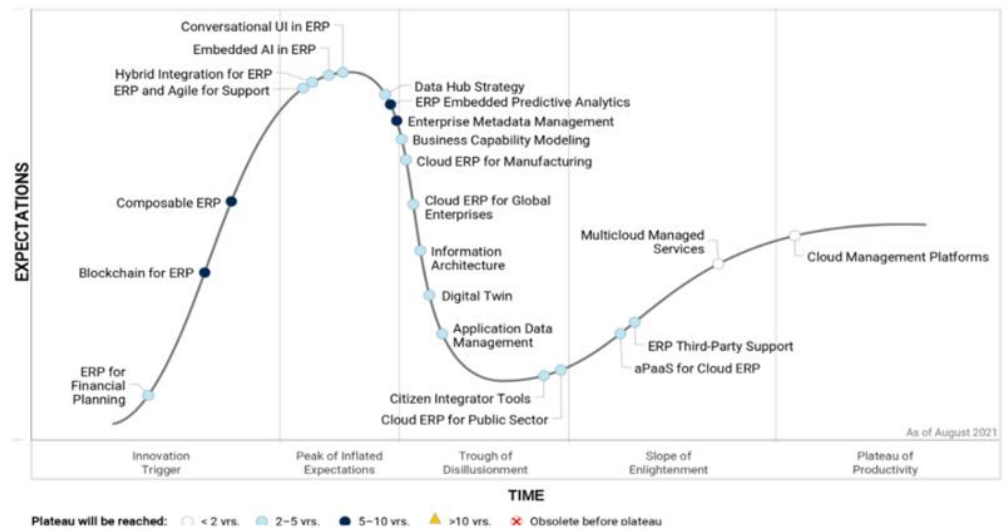 Conversational UI in ERP
Embedded AI in ERP
Hybrid Integration for ERP
ERP and Agile for Support
Data Hub Strategy
ERP Embedded Predictive Analytics
Enterprise Metadata Management
Business Capability Modeling
Cloud ERP for Manufacturing
Composable ERP
Cloud ERP for Global
Enterprises
EXPECTATIONS
Multicloud Managed
Services
Information
Architecture
Cloud Management Platforms
Blockchain for ERP
Digital Twin
Application Data
Management
ERP Third-Party Support
aPaaS for Cloud ERP
ERP for
Financial
Planning
Citizen Integrator Tools
Cloud ERP for Public Sector
As of August 2021
Innovation
Trigger
Peak of Inflated
Expectations
Trough of
Disillusionment
Slope of
Enlightenment
Plateau of
Productivity
TIME
Plateau will be reached: < 2 yrs. 2–5 yrs. 5–10 yrs. >10 yrs. Obsolete before plateau